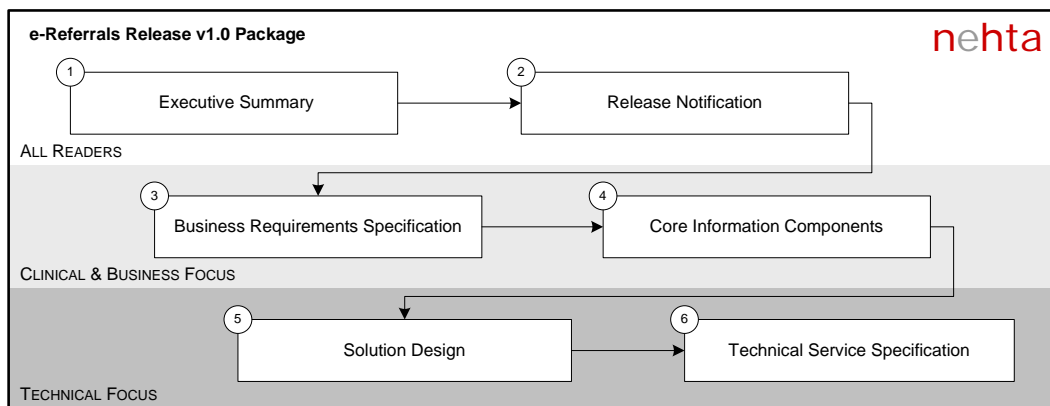 e-Referrals Release v1.0 Package
nehta
1
Executive Summary
2
Release Notification
ALL READERS
3
Business Requirements Specification
4
Core Information Components
CLINICAL & BUSINESS FOCUS
5
Solution Design
6
Technical Service Specification
TECHNICAL FOCUS